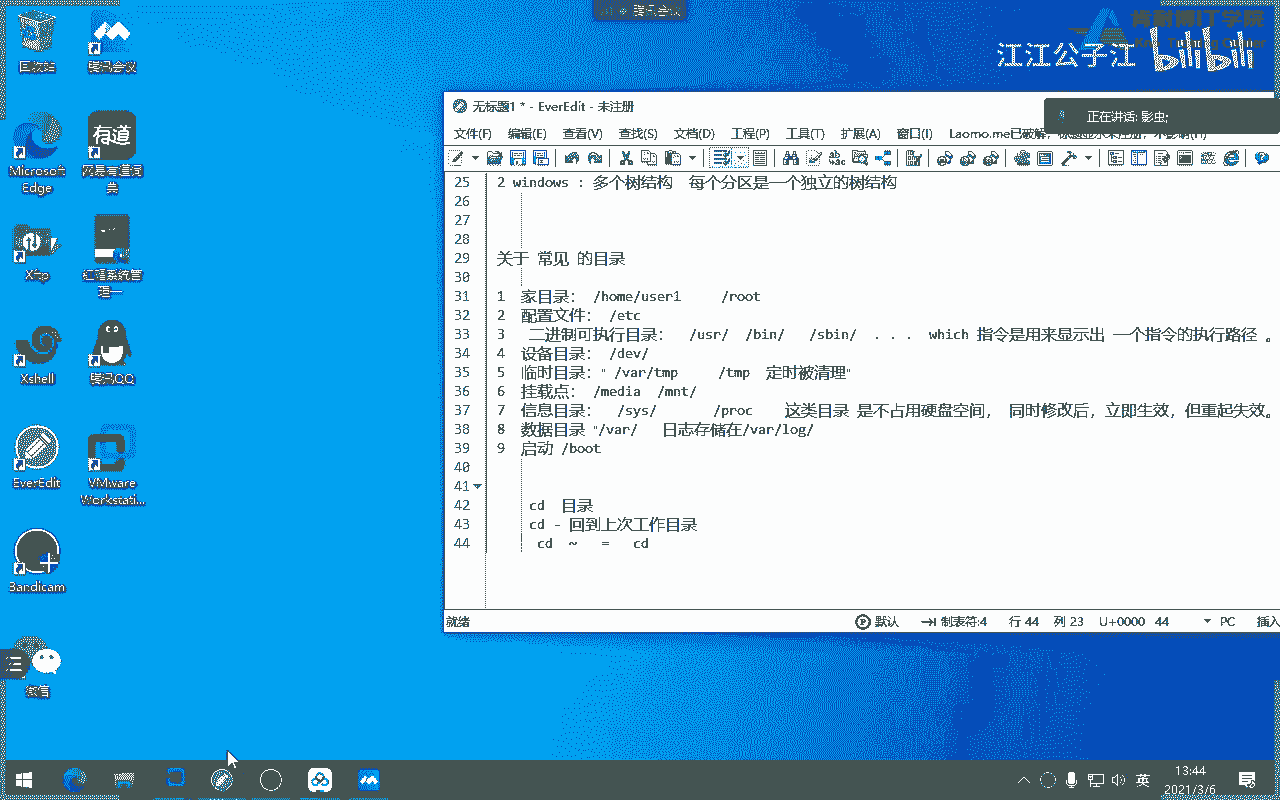 腾讯会议
江江公子江 bilibili
回收站
腾讯会议
Microsoft
Edge
有道
网易有道词
典
Xftp
红帽系统管
理一
Xshell
腾讯QQ
EverEdit
VMware
Workstati...
Bandicam
微信
无标题1 * - EverEdit - 未注册
正在讲话: 影虫;
文件(F) 编辑(E) 查看(V) 查找(S) 文档(D) 工程(P) 工具(T) 扩展(A) 窗口(I) Laomo.me已破解,
25 2 windows : 多个树结构 每个分区是一个独立的树结构
26
27
28
29 关于 常见 的目录
30
31 1 家目录: /home/user1 /root
32 2 配置文件: /etc
33 3 二进制可执行目录: /usr/ /bin/ /sbin/ . . . which 指令是用来显示出 一个指令的执行路径 。
34 4 设备目录: /dev/
35 5 临时目录:" /var/tmp /tmp 定时被清理"
36 6 挂载点: /media /mnt/
37 7 信息目录: /sys/ /proc 这类目录 是不占用硬盘空间, 同时修改后, 立即生效, 但重起失效。
38 8 数据目录 "/var/ 日志存储在/var/log/
39 9 启动 /boot
40
41
42 cd 目录
43 cd - 回到上次工作目录
44 cd ~ = cd
就绪 默认 制表符:4 行 44 列 23 U+0000 44 PC 插入
英
13:44
2021/3/6